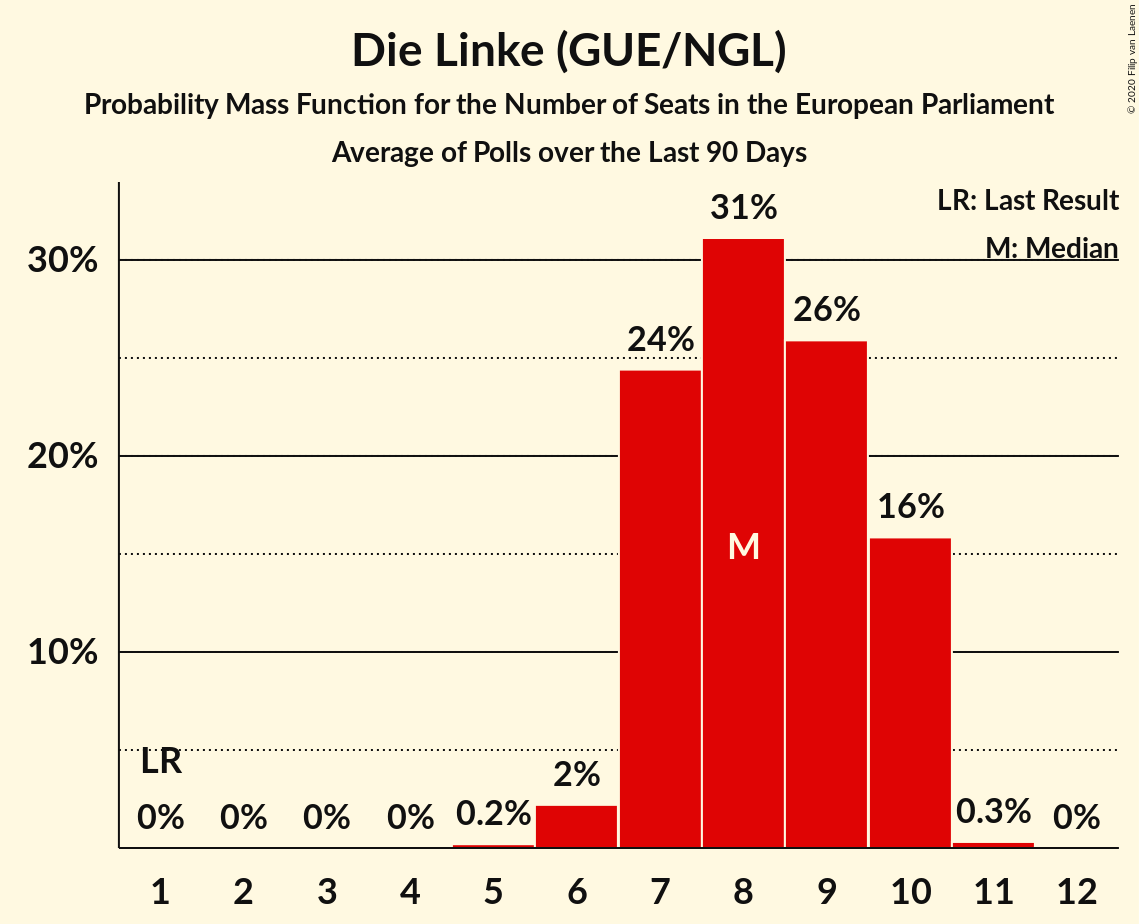 Die Linke (GUE/NGL)
Probability Mass Function for the Number of Seats in the European Parliament
Average of Polls over the Last 90 Days
© 2020 Filip van Laenen
LR: Last Result
M: Median
30%
20%
10%
LR
0% 0% 0% 0% 0.2% 2% 24% 31% 26% 16% 0.3% 0%
M
1 2 3 4 5 6 7 8 9 10 11 12